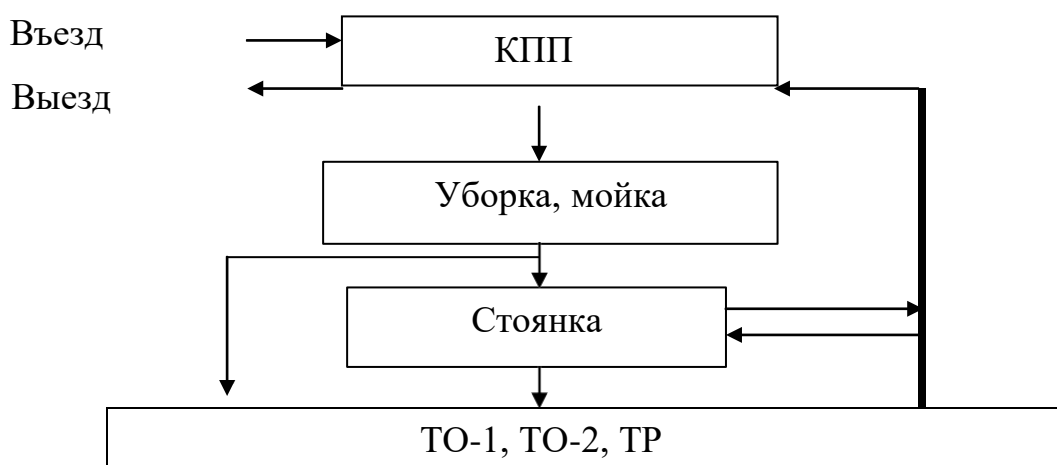 Въезд
КПП
Выезд
Уборка, мойка
Стоянка
ТО-1, ТО-2, ТР